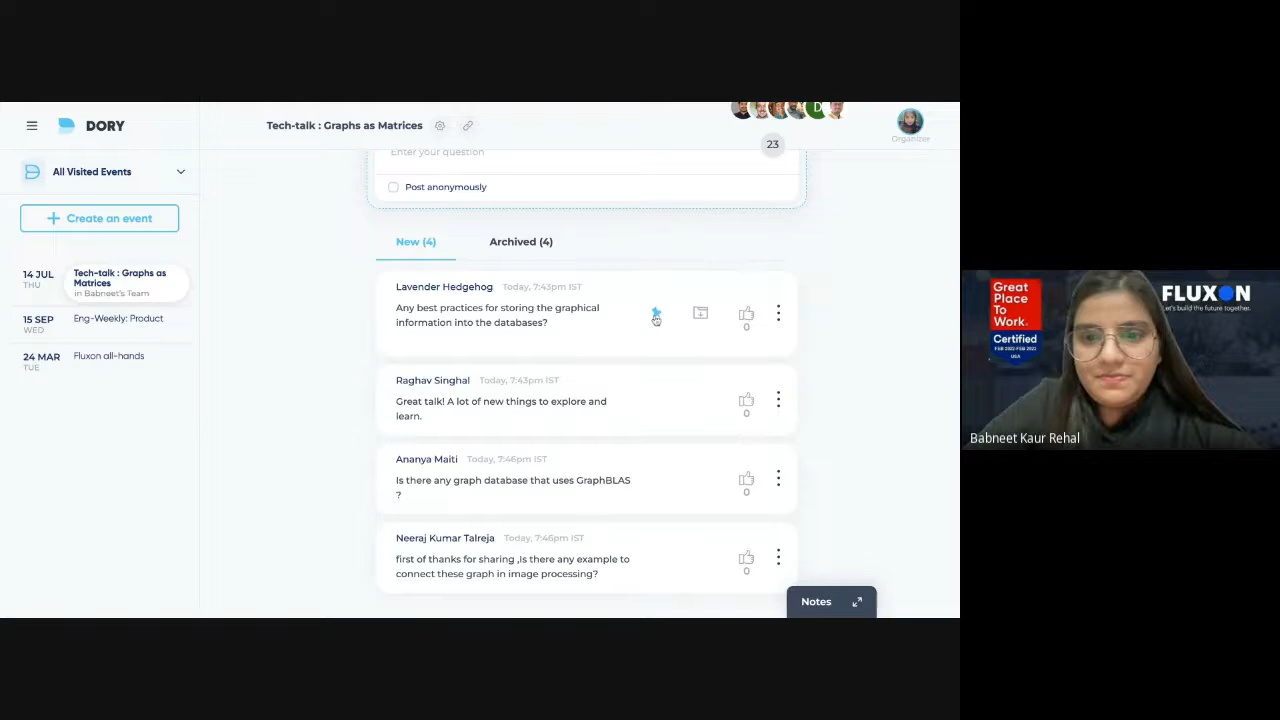 DORY
Tech-talk : Graphs as Matrices
D
Organizer
23
All Visited Events
Enter your question
Post anonymously
Create an event
New (4)
Archived (4)
14 JUL
THU
Tech-talk : Graphs as
Matrices
in Babneet's Team
15 SEP
WED
Eng-Weekly: Product
24 MAR
TUE
Fluxon all-hands
Lavender Hedgehog Today, 7:43pm IST
Any best practices for storing the graphical
information into the databases?
0
Raghav Singhal Today, 7:43pm IST
Great talk! A lot of new things to explore and
learn.
0
Ananya Maiti Today, 7:46pm IST
Is there any graph database that uses GraphBLAS
?
0
Neeraj Kumar Talreja Today, 7:46pm IST
first of thanks for sharing ,Is there any example to
connect these graph in image processing?
0
Notes
Great
Place
To
Work.
Certified
FEB 2022-FEB 2023
USA
FLUXON
Let's build the future together.
Babneet Kaur Rehal